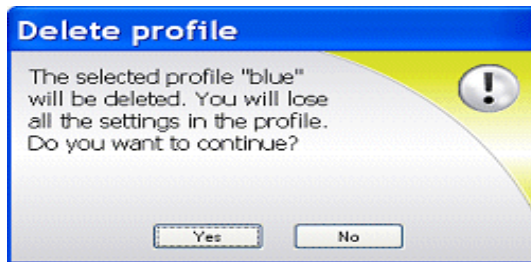 Delete profile
The selected profile "blue"
will be deleted. You will lose
all the settings in the profile.
Do you want to continue?
Yes No